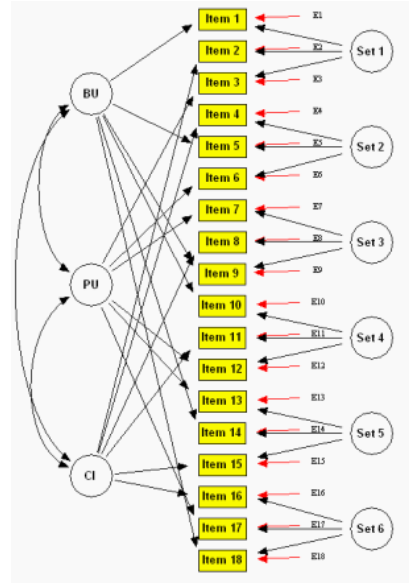 Item 1
E1
Item 2
E2
Set 1
Item 3
E3
BU
Item 4
E4
Item 5
E5
Set 2
Item 6
E6
Item 7
E7
Item 8
E8
Set 3
Item 9
E9
PU
Item 10
E10
Item 11
E11
Set 4
Item 12
E12
Item 13
E13
Item 14
E14
Set 5
Item 15
E15
CI
Item 16
E16
Item 17
E17
Set 6
Item 18
E18